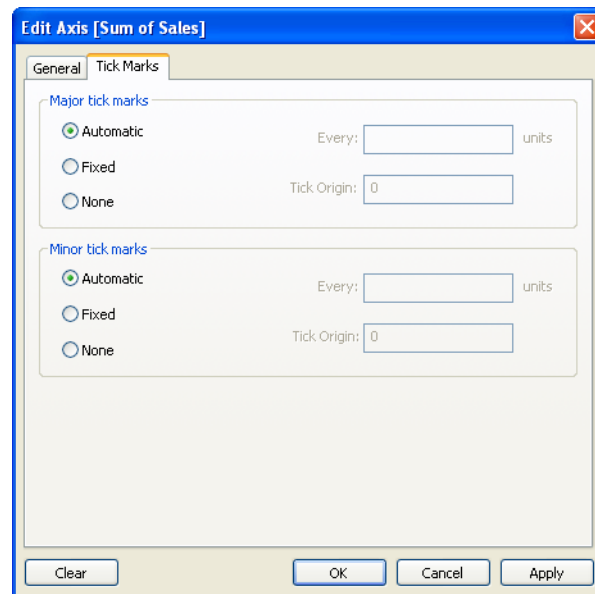 Edit Axis [Sum of Sales]
General Tick Marks
Major tick marks
Automatic Every: units
Fixed
Tick Origin: 0
None
Minor tick marks
Automatic Every: units
Fixed
Tick Origin: 0
None
Clear OK Cancel Apply